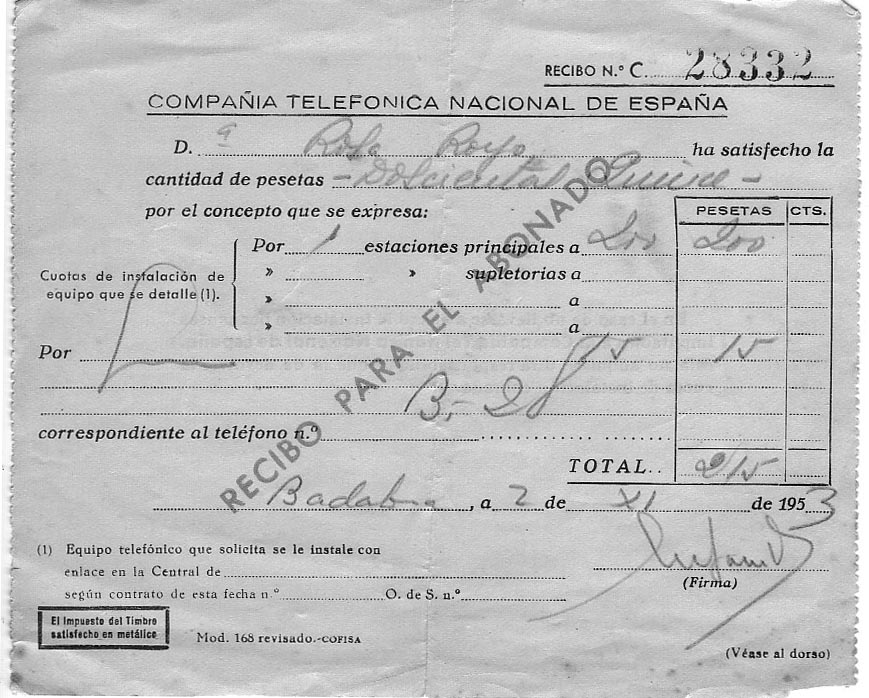 RECIBO N.º C. 28332
COMPAÑIA TELEFONICA NACIONAL DE ESPAÑA
D.ª Rosa Royo ha satisfecho la
cantidad de pesetas - Doscientas Quince -
por el concepto que se expresa:
PESETAS CTS.
Cuotas de instalación de equipo que se detalle (1).
Por 1 estaciones principales a 200 200
» » supletorias a
» a
» a
Por 15 15
B.- 28
correspondiente al teléfono n.º
TOTAL.. 215
Badalona, a 2 de XI de 1953
(1) Equipo telefónico que solicita se le instale con
enlace en la Central de
según contrato de esta fecha n.º O. de S. n.º
(Firma)
El Impuesto del Timbre
satisfecho en metálico
Mod. 168 revisado.-COFISA
(Véase al dorso)
RECIBO PARA EL ABONADO